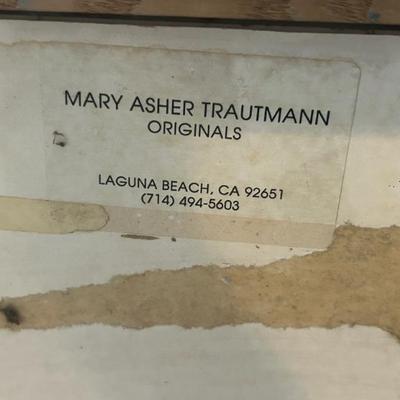 MARY ASHER TRAUTMANN
ORIGINALS
LAGUNA BEACH, CA 92651
(714) 494-5603